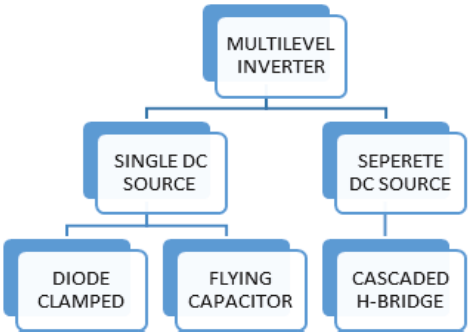 MULTILEVEL
INVERTER
SINGLE DC
SOURCE
SEPERETE
DC SOURCE
DIODE
CLAMPED
FLYING
CAPACITOR
CASCADED
H-BRIDGE